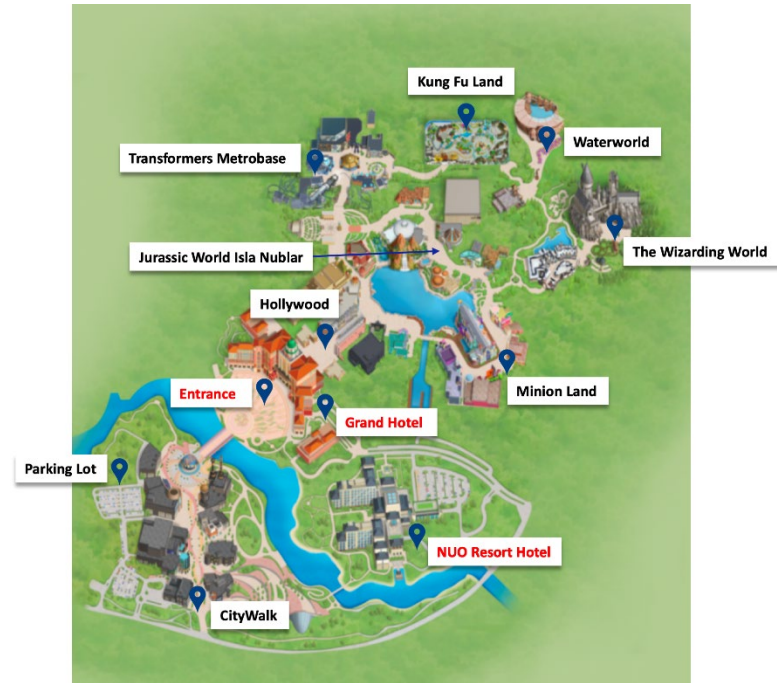 Kung Fu Land
Waterworld
Transformers Metrobase
The Wizarding World
Jurassic World Isla Nublar
Hollywood
Entrance
Minion Land
Grand Hotel
Parking Lot
NUO Resort Hotel
CityWalk